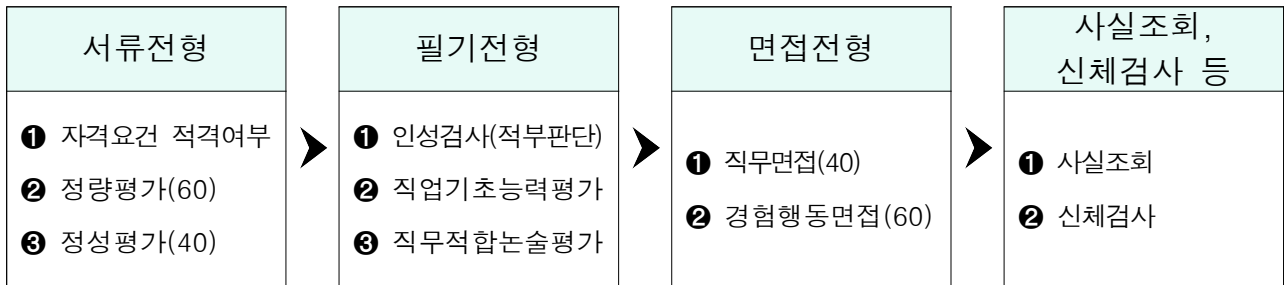 서류전형
❶ 자격요건 적격여부
❷ 정량평가(60)
❸ 정성평가(40)
필기전형
❶ 인성검사(적부판단)
❷ 직업기초능력평가
❸ 직무적합논술평가
면접전형
❶ 직무면접(40)
❷ 경험행동면접(60)
사실조회,
신체검사 등
❶ 사실조회
❷ 신체검사